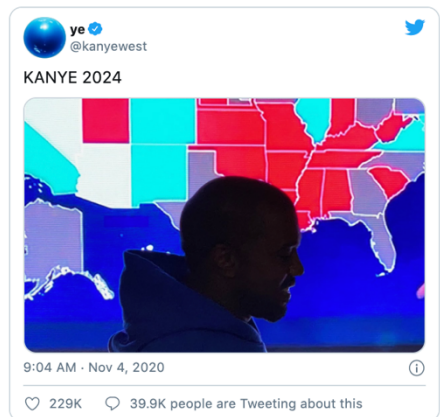 ye
@kanyewest
KANYE 2024
9:04 AM · Nov 4, 2020
229K 39.9K people are Tweeting about this